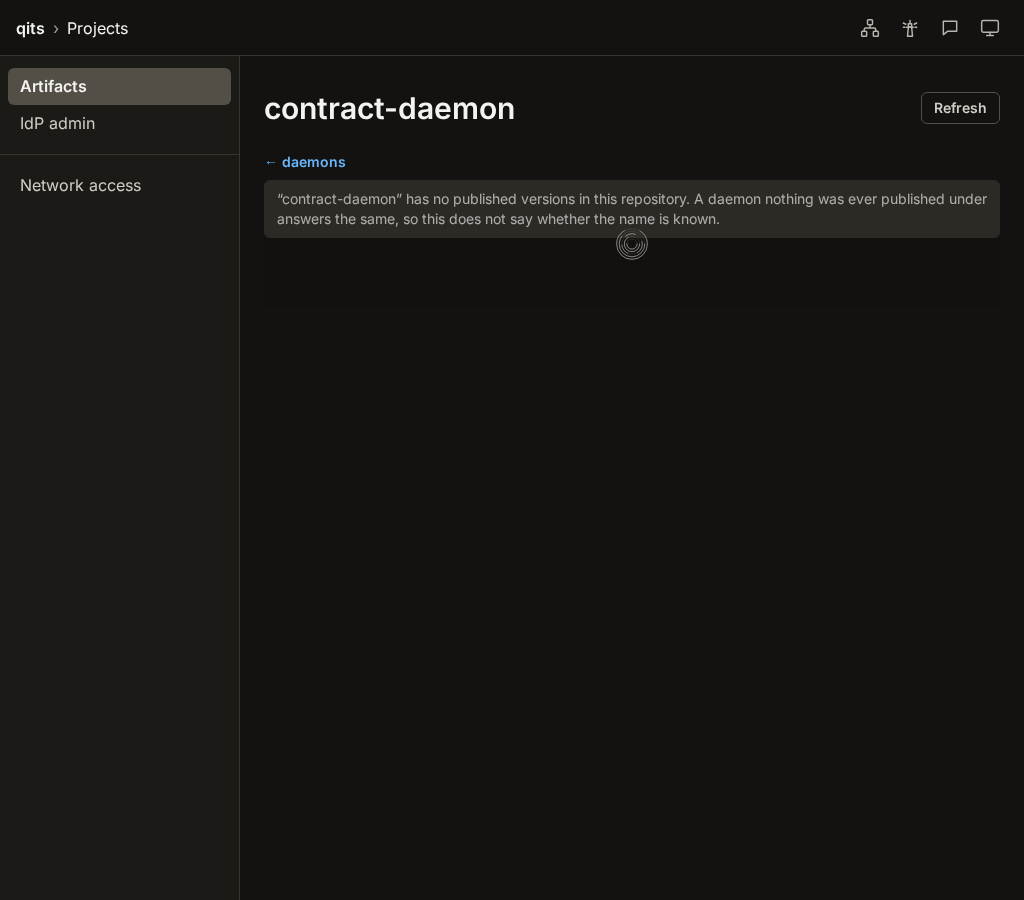 qits › Projects
Artifacts
IdP admin
Network access
contract-daemon
Refresh
← daemons
“contract-daemon” has no published versions in this repository. A daemon nothing was ever published under
answers the same, so this does not say whether the name is known.